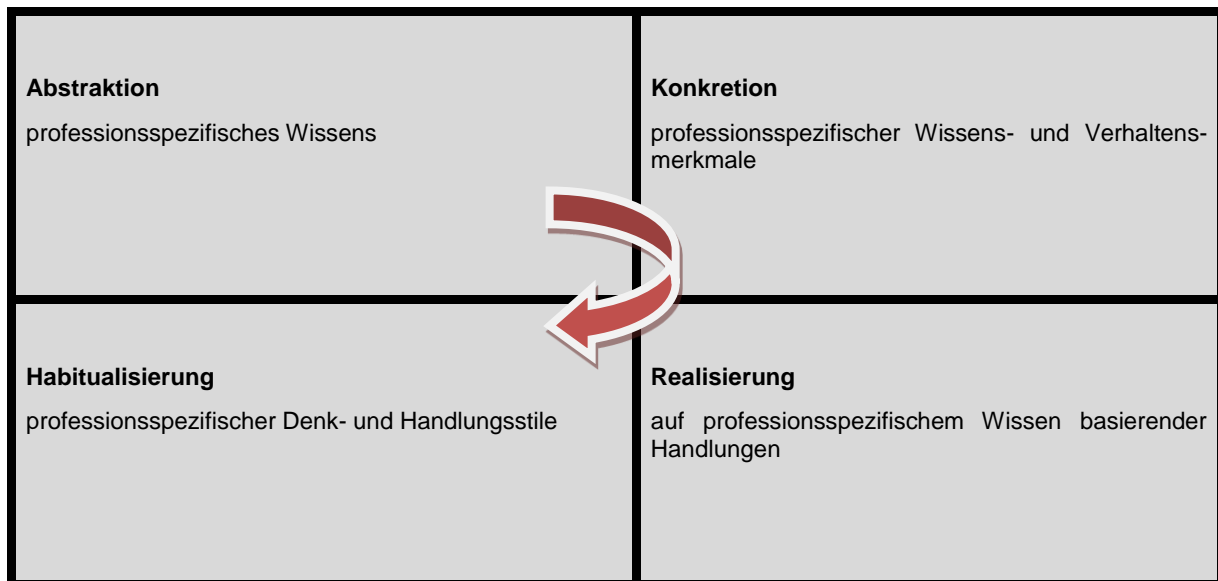 Abstraktion
professionsspezifisches Wissens
Konkretion
professionsspezifischer Wissens- und Verhaltens-
merkmale
Habitualisierung
professionsspezifischer Denk- und Handlungsstile
Realisierung
auf professionsspezifischem Wissen basierender
Handlungen